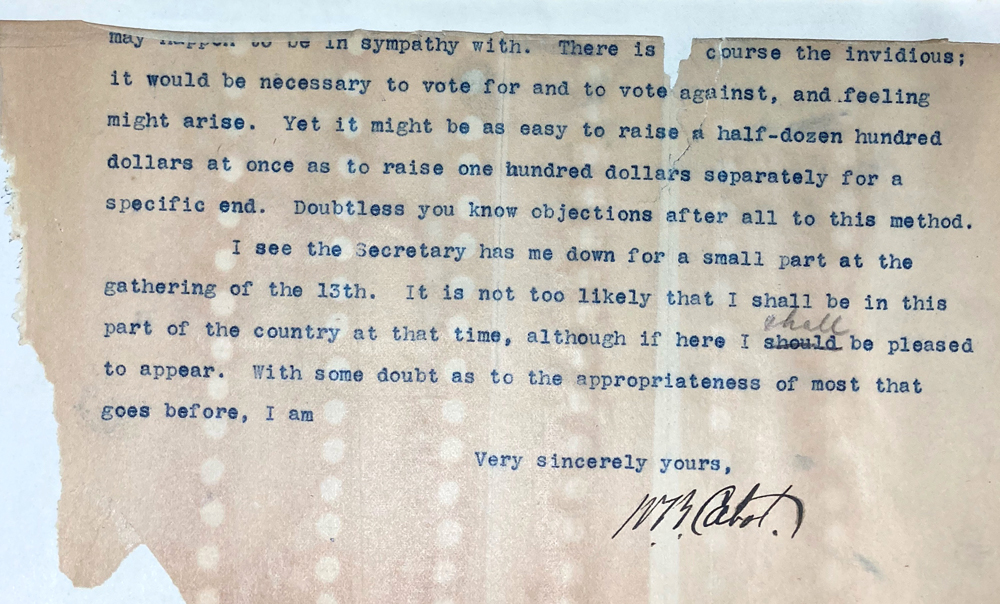 may happen to be in sympathy with. There is course the invidious;
it would be necessary to vote for and to vote against, and feeling
might arise. Yet it might be as easy to raise a half-dozen hundred
dollars at once as to raise one hundred dollars separately for a
specific end. Doubtless you know objections after all to this method.
I see the Secretary has me down for a small part at the
gathering of the 13th. It is not too likely that I shall be in this
shall
part of the country at that time, although if here I should be pleased
to appear. With some doubt as to the appropriateness of most that
goes before, I am
Very sincerely yours,
W.B. Cabot.